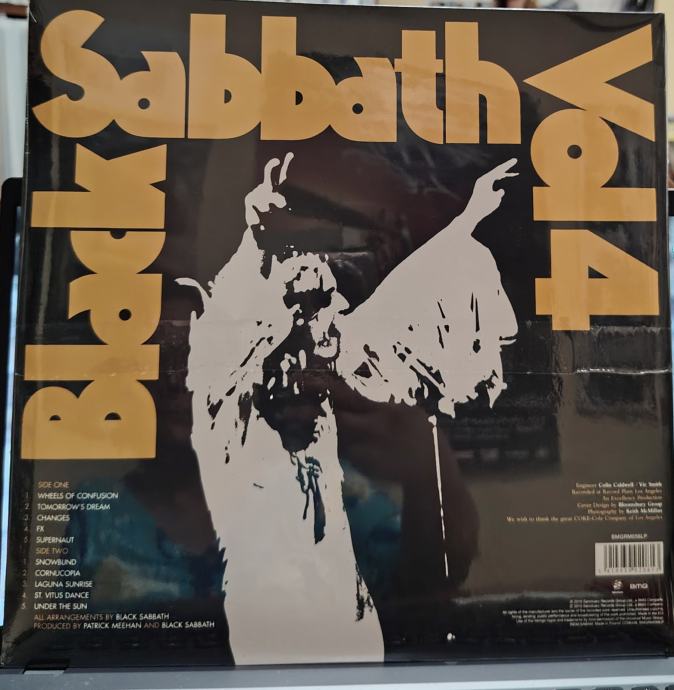 Black Sabbath Vol 4
SIDE ONE
1. WHEELS OF CONFUSION
2. TOMORROW'S DREAM
3. CHANGES
4. FX
5. SUPERNAUT
SIDE TWO
1. SNOWBLIND
2. CORNUCOPIA
3. LAGUNA SUNRISE
4. ST. VITUS DANCE
5. UNDER THE SUN
ALL ARRANGEMENTS BY BLACK SABBATH
PRODUCED BY PATRICK MEEHAN AND BLACK SABBATH
Engineer Colin Caldwell / Vic Smith
Recorded at Record Plant Los Angeles
An Excellency Production
Cover Design by Bloomsbury Group
Photography by Keith McMillan
We wish to thank the great COKE-Cola Company of Los Angeles
BMGRM056LP
BMG